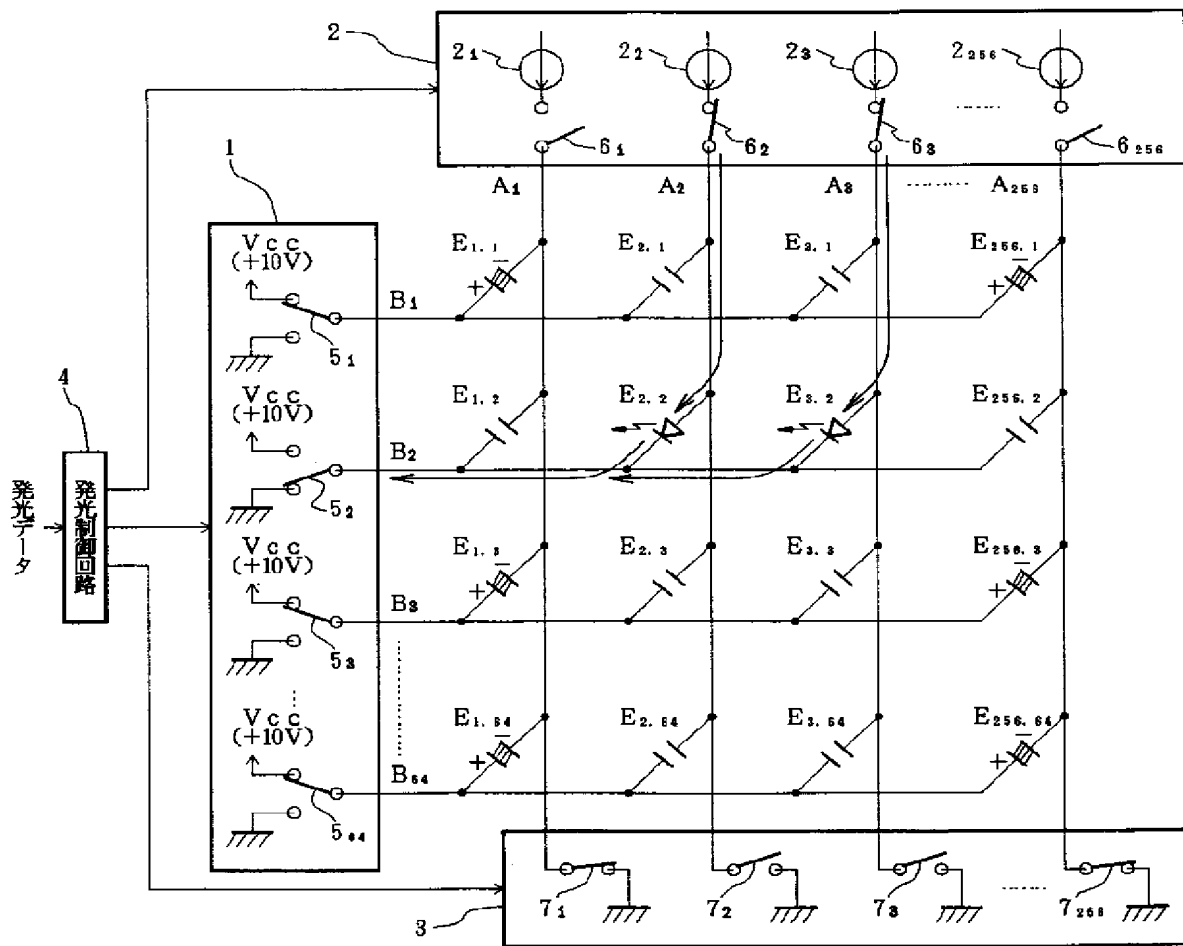 2
2₁
2₂
2₃
2₂₅₆
6₁
6₂
6₃
6₂₅₆
A₁
A₂
A₃
A₂₅₆
1
Vcc
(+10V)
5₁
B₁
E₁.₁
E₂.₁
E₃.₁
E₂₅₆.₁
+
−
+
−
Vcc
(+10V)
5₂
B₂
E₁.₂
E₂.₂
E₃.₂
E₂₅₆.₂
4
発光データ
発光制御回路
Vcc
(+10V)
5₃
B₃
E₁.₃
E₂.₃
E₃.₃
E₂₅₆.₃
+
−
+
−
Vcc
(+10V)
5₆₄
B₆₄
E₁.₆₄
E₂.₆₄
E₃.₆₄
E₂₅₆.₆₄
+
−
+
−
3
7₁
7₂
7₃
7₂₅₆